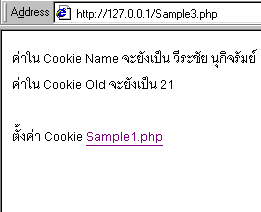 Address http://127.0.0.1/Sample3.php
ค่าใน Cookie Name จะยังเป็น วีระชัย นุกิจรัมย์
ค่าใน Cookie Old จะยังเป็น 21
ตั้งค่า Cookie Sample1.php